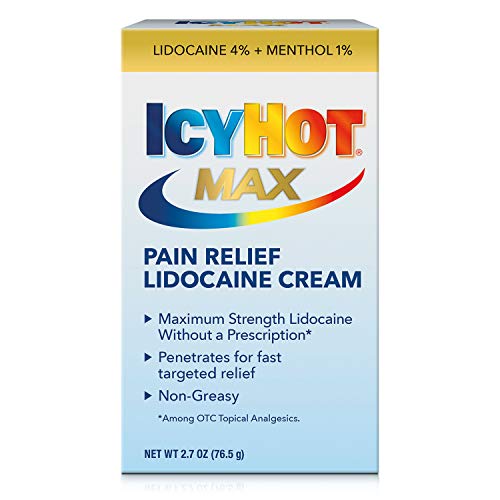 LIDOCAINE 4% + MENTHOL 1%
ICYHOT®
MAX
PAIN RELIEF
LIDOCAINE CREAM
▶ Maximum Strength Lidocaine
Without a Prescription*
▶ Penetrates for fast
targeted relief
▶ Non-Greasy
*Among OTC Topical Analgesics.
NET WT 2.7 OZ (76.5 g)